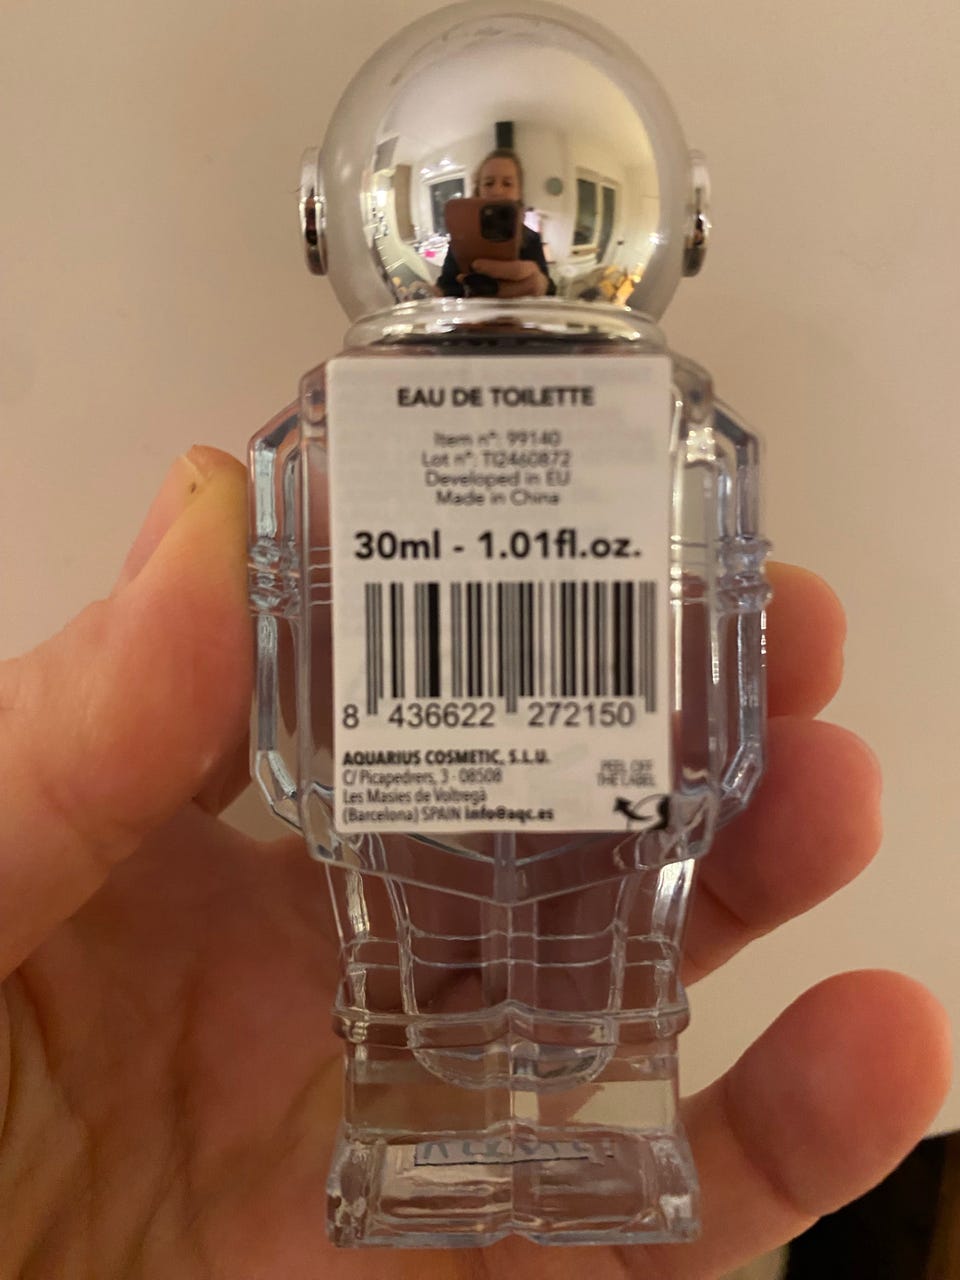 EAU DE TOILETTE
Item nº: 99140
Lot nº: TI2460872
Developed in EU
Made in China
30ml - 1.01fl.oz.
8 436622 272150
AQUARIUS COSMETIC, S.L.U.
C/ Picapedrers, 3 - 08508
Les Masies de Voltregà
(Barcelona) SPAIN info@aqc.es
PEEL OFF
THE LABEL